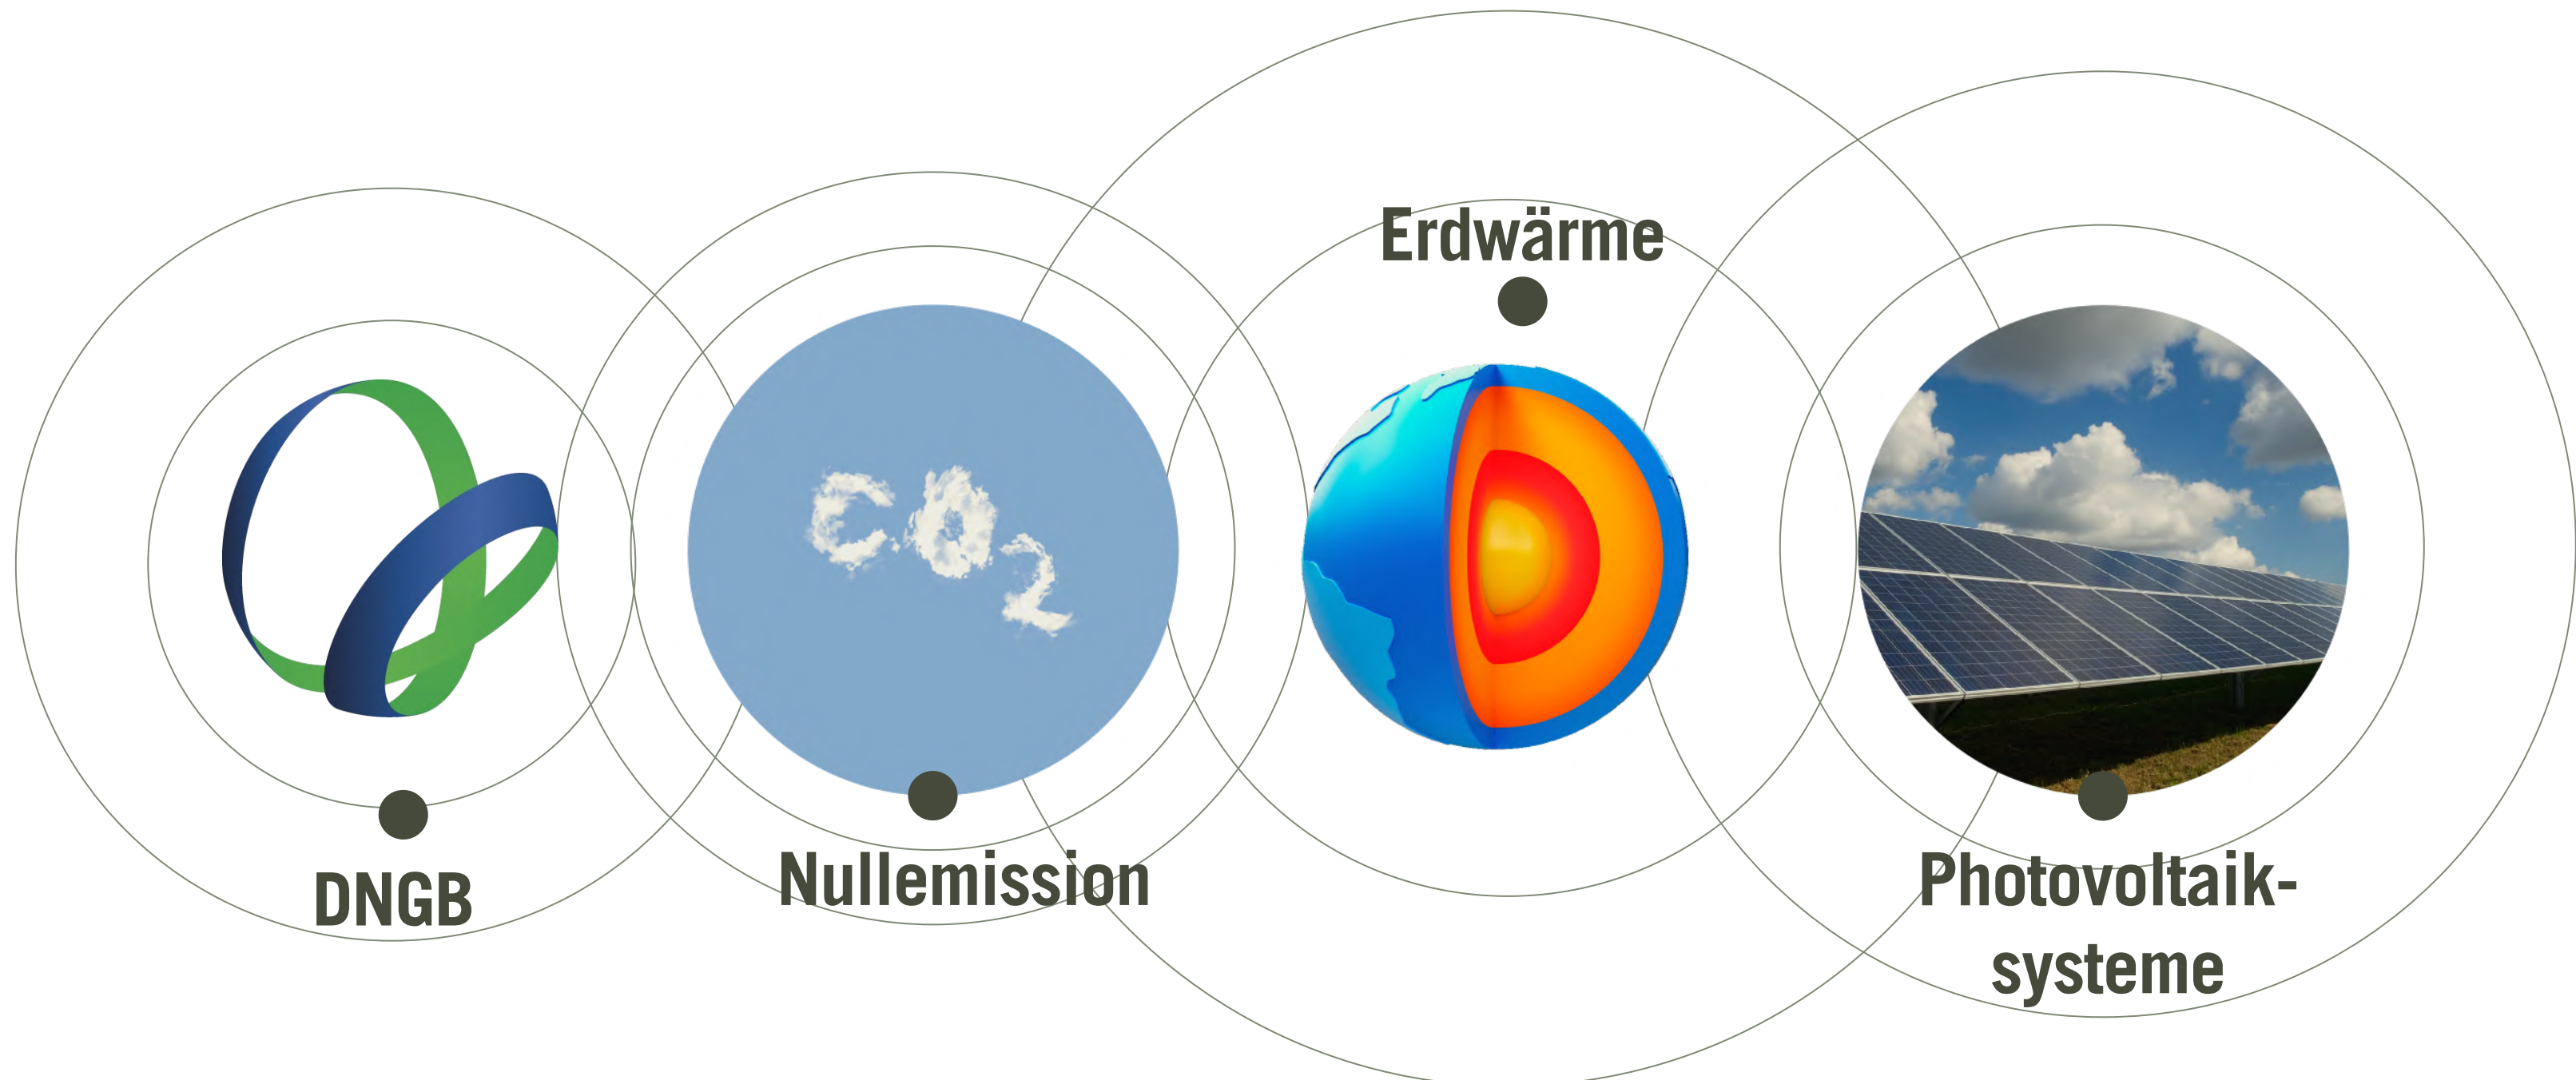 DNGB
CO2
Nullemission
Erdwärme
Photovoltaik-
systeme